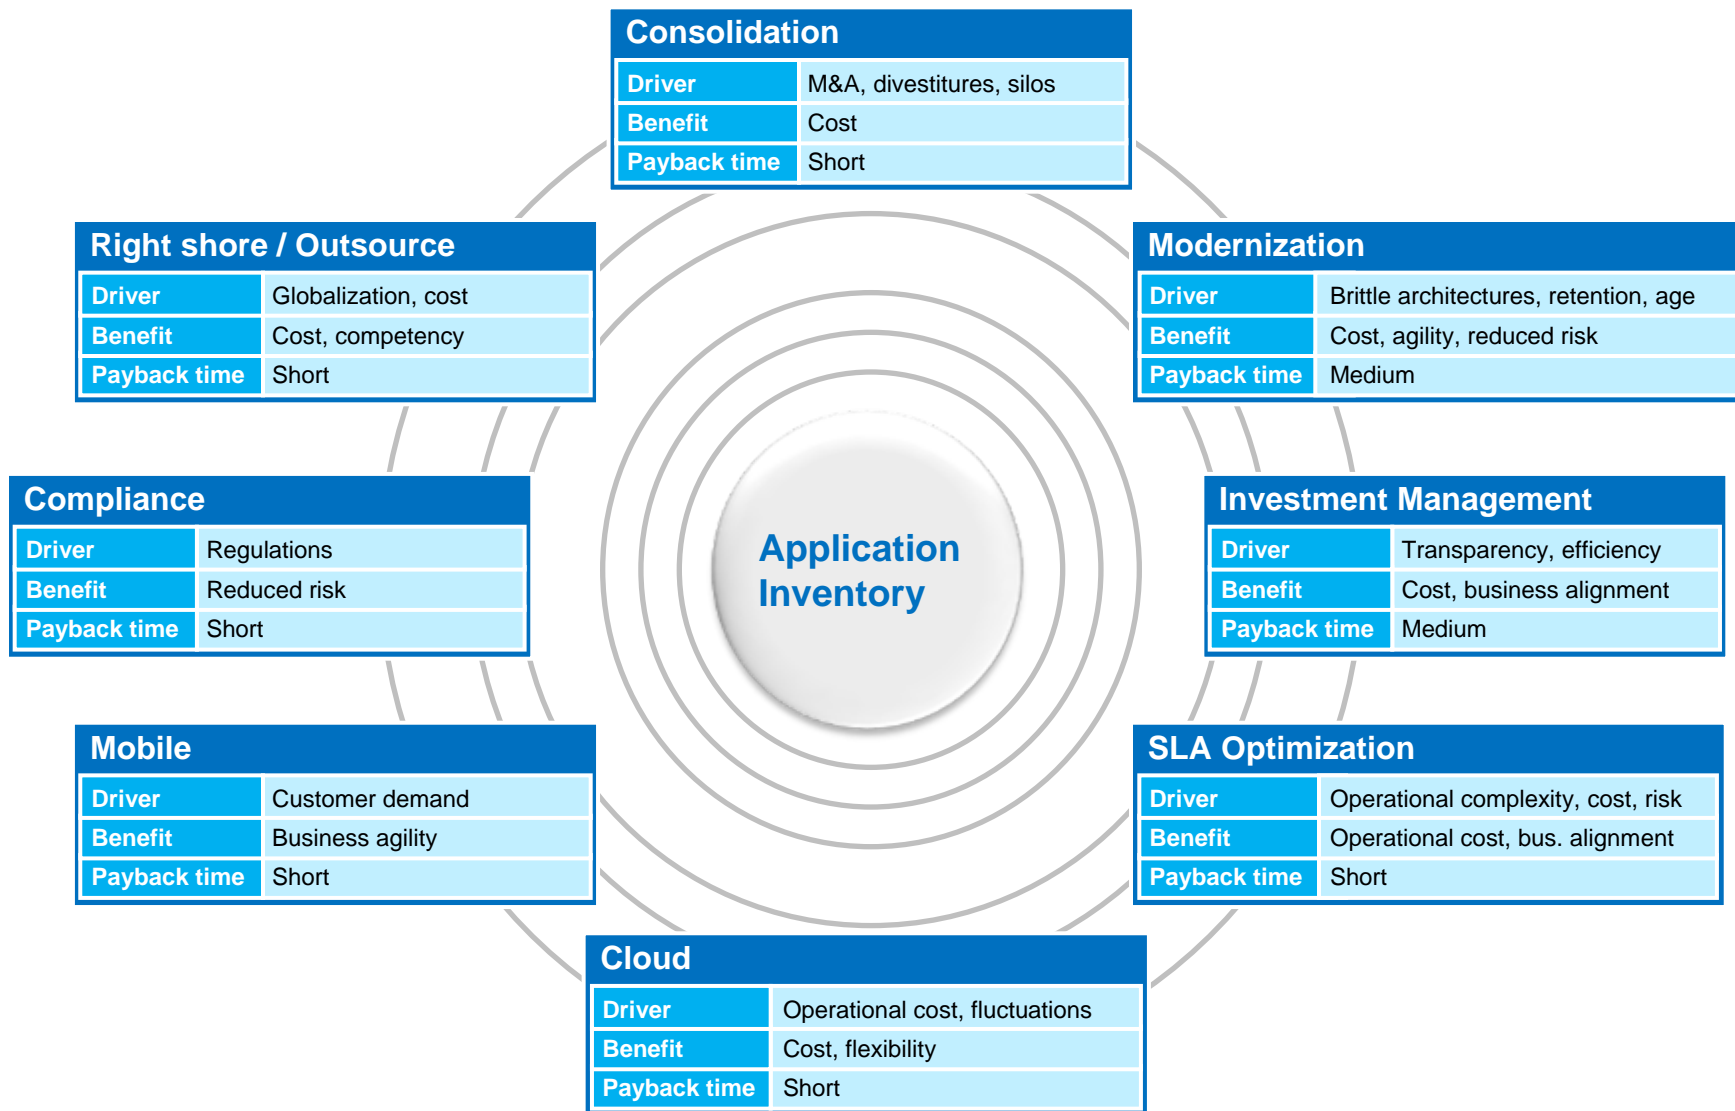 Consolidation
Driver M&A, divestitures, silos
Benefit Cost
Payback time Short
Right shore / Outsource
Driver Globalization, cost
Benefit Cost, competency
Payback time Short
Modernization
Driver Brittle architectures, retention, age
Benefit Cost, agility, reduced risk
Payback time Medium
Compliance
Driver Regulations
Benefit Reduced risk
Payback time Short
Application
Inventory
Investment Management
Driver Transparency, efficiency
Benefit Cost, business alignment
Payback time Medium
Mobile
Driver Customer demand
Benefit Business agility
Payback time Short
SLA Optimization
Driver Operational complexity, cost, risk
Benefit Operational cost, bus. alignment
Payback time Short
Cloud
Driver Operational cost, fluctuations
Benefit Cost, flexibility
Payback time Short